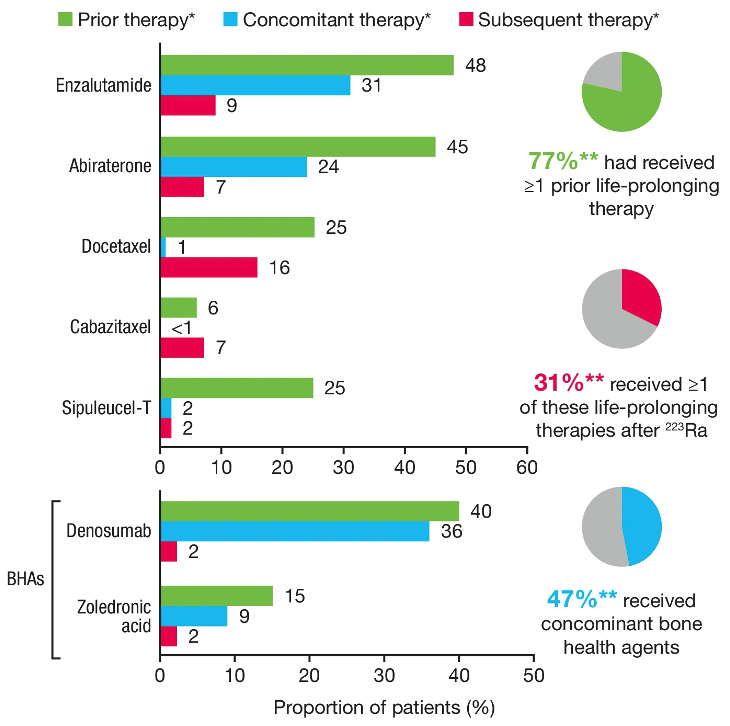 Prior therapy* Concomitant therapy* Subsequent therapy*
Enzalutamide
48
31
9
Abiraterone
45
24
7
Docetaxel
25
1
16
Cabazitaxel
6
<1
7
Sipuleucel-T
25
2
2
0 10 20 30 40 50 60
77%** had received
≥1 prior life-prolonging
therapy
31%** received ≥1
of these life-prolonging
therapies after ²²³Ra
BHAs
Denosumab
40
36
2
Zoledronic
acid
15
9
2
0 10 20 30 40 50
Proportion of patients (%)
47%** received
concominant bone
health agents